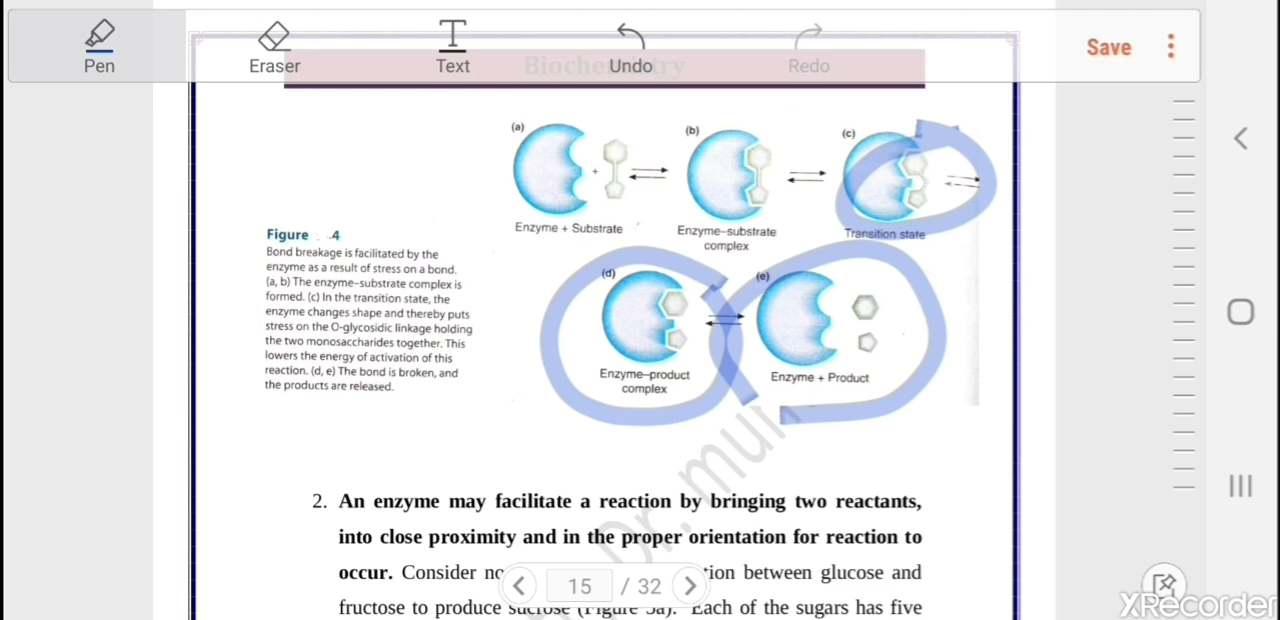 Pen
Eraser
Text
Undo
Redo
Save
Biochemistry
(a)
(b)
(c)
+
Enzyme + Substrate
Enzyme–substrate
complex
Transition state
Figure .4
Bond breakage is facilitated by the
enzyme as a result of stress on a bond.
(a, b) The enzyme–substrate complex is
formed. (c) In the transition state, the
enzyme changes shape and thereby puts
stress on the O-glycosidic linkage holding
the two monosaccharides together. This
lowers the energy of activation of this
reaction. (d, e) The bond is broken, and
the products are released.
(d)
(e)
Enzyme–product
complex
Enzyme + Product
2. An enzyme may facilitate a reaction by bringing two reactants,
into close proximity and in the proper orientation for reaction to
occur. Consider between glucose and
fructose to produce sucrose (Figure 5a). Each of the sugars has five
15 / 32
Dr.
XRecorder